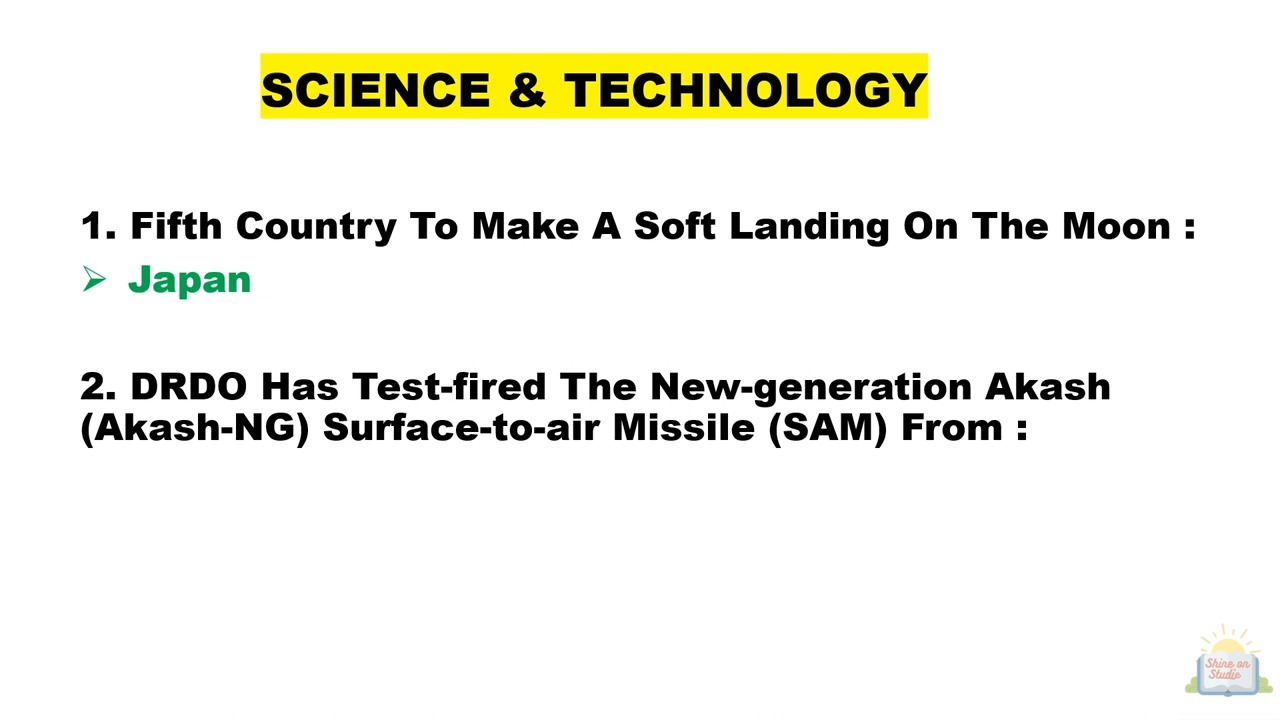 SCIENCE & TECHNOLOGY
1. Fifth Country To Make A Soft Landing On The Moon :
➢ Japan
2. DRDO Has Test-fired The New-generation Akash
(Akash-NG) Surface-to-air Missile (SAM) From :
Shine on
Studio